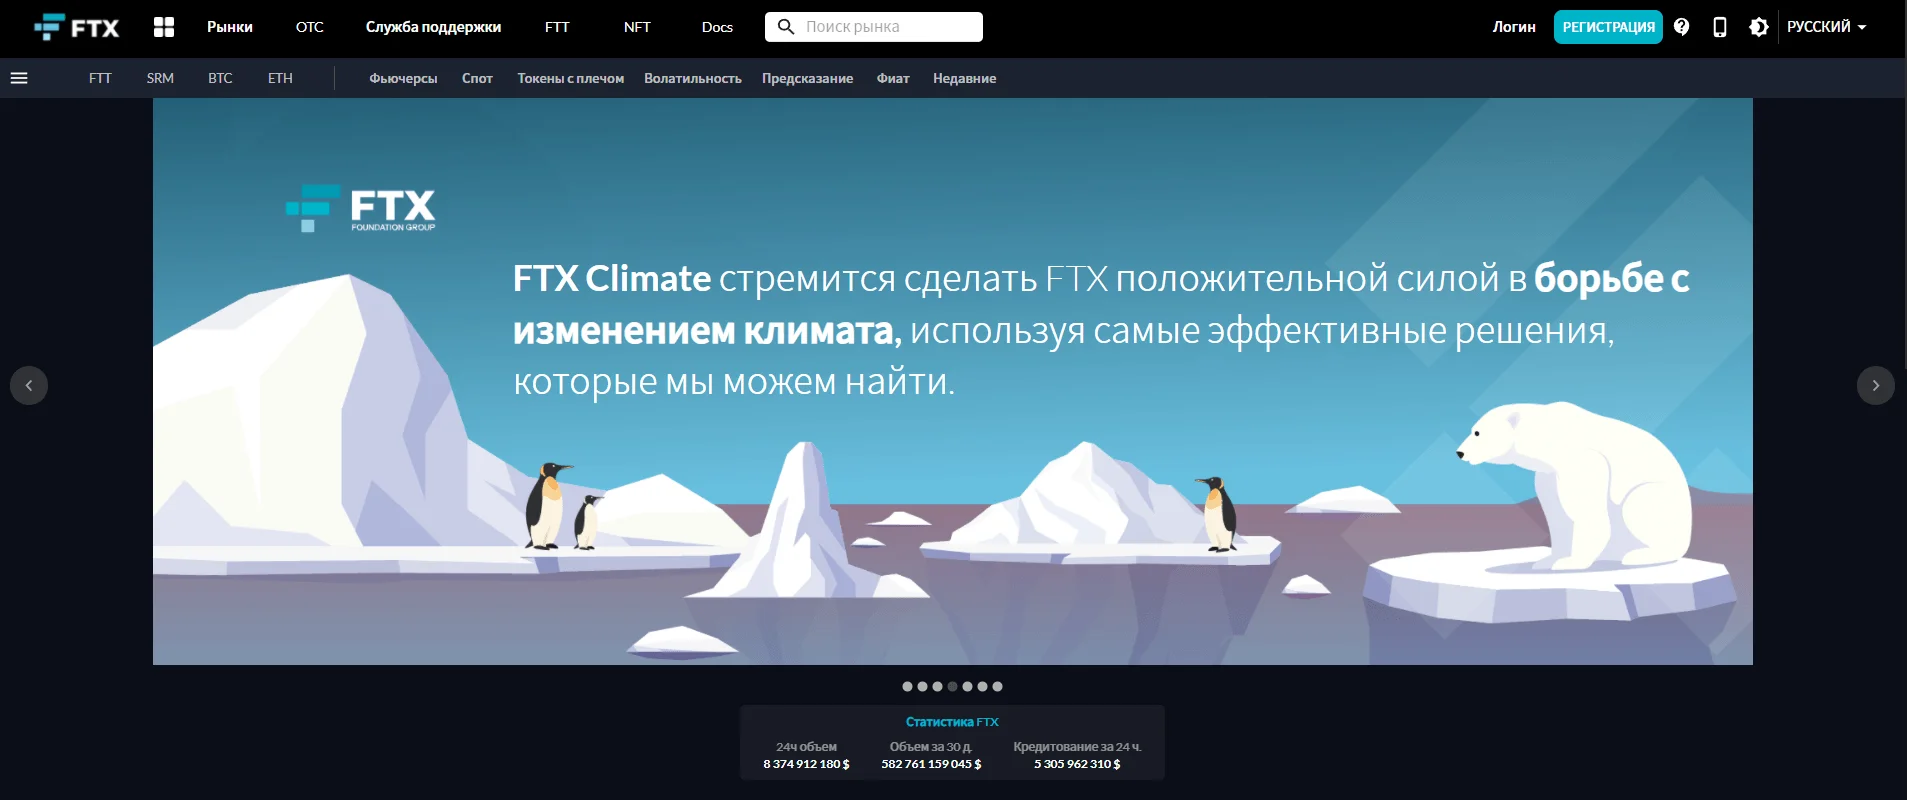 FTX
Рынки
OTC
Служба поддержки
FTT
NFT
Docs
Поиск рынка
Логин
РЕГИСТРАЦИЯ
РУССКИЙ
FTT
SRM
BTC
ETH
Фьючерсы
Спот
Токены с плечом
Волатильность
Предсказание
Фиат
Недавние
FTX
FOUNDATION GROUP
FTX Climate стремится сделать FTX положительной силой в борьбе с
изменением климата, используя самые эффективные решения,
которые мы можем найти.
Статистика FTX
24ч объем
Объем за 30 д.
Кредитование за 24 ч.
8 374 912 180 $
582 761 159 045 $
5 305 962 310 $